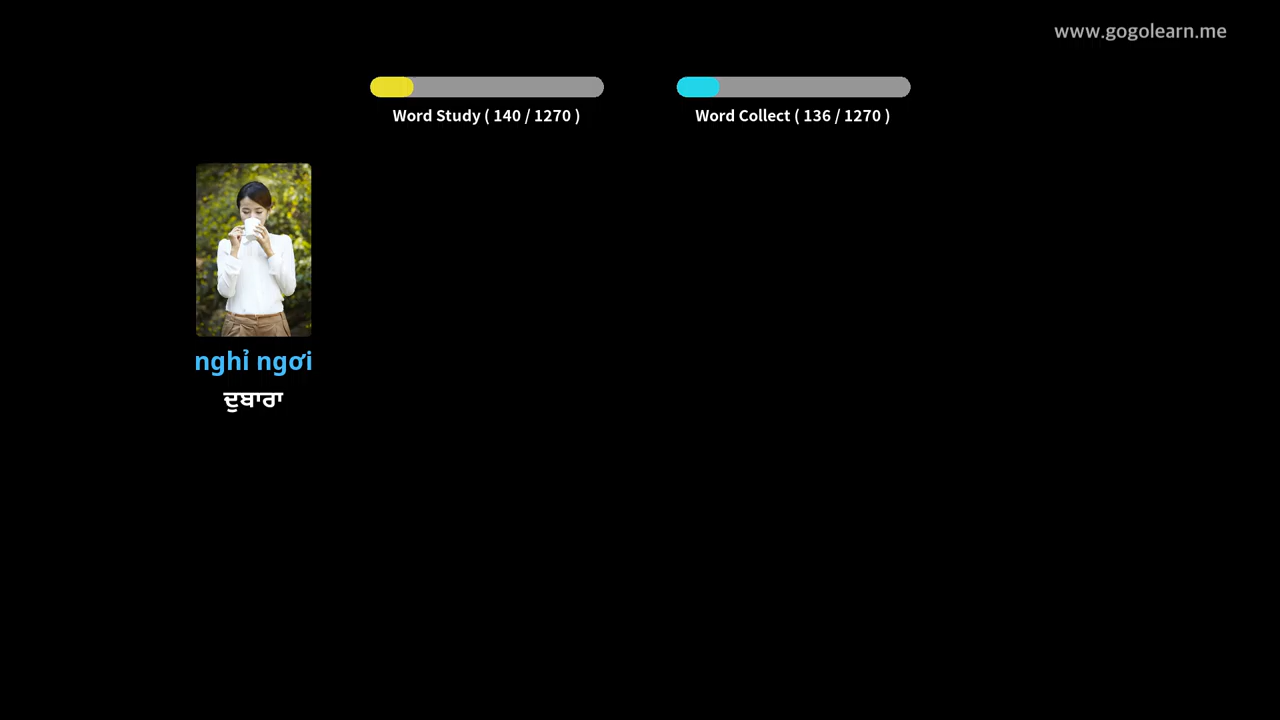 www.gogolearn.me
Word Study ( 140 / 1270 )
Word Collect ( 136 / 1270 )
nghỉ ngơi
ਦੁਬਾਰਾ